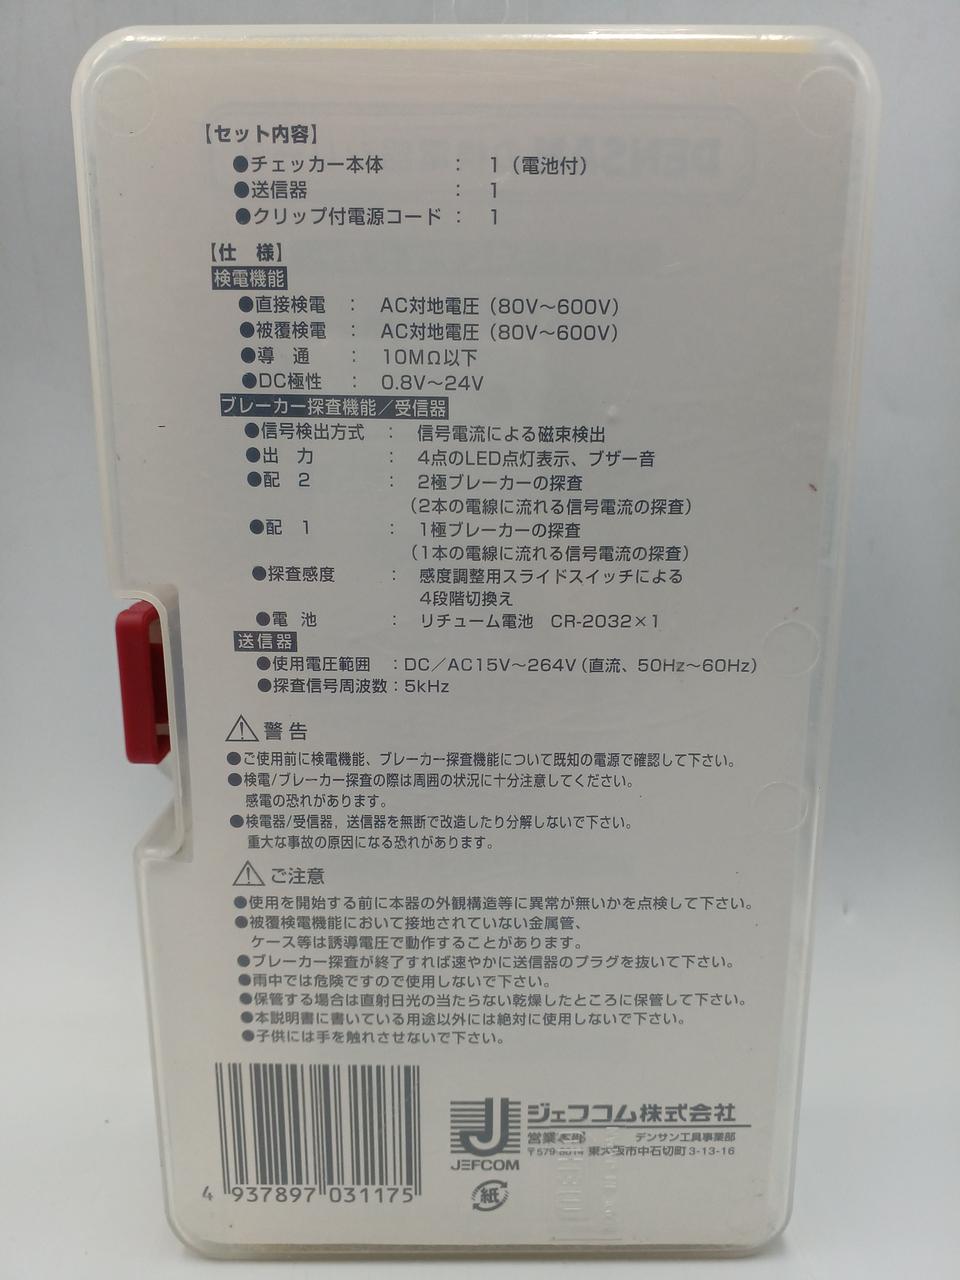 【セット内容】
●チェッカー本体 : 1（電池付）
●送信器 : 1
●クリップ付電源コード : 1
【仕 様】
検電機能
●直接検電 : AC対地電圧（80V～600V）
●被覆検電 : AC対地電圧（80V～600V）
●導 通 : 10MΩ以下
●DC極性 : 0.8V～24V
ブレーカー探査機能／受信器
●信号検出方式 : 信号電流による磁束検出
●出 力 : 4点のLED点灯表示、ブザー音
●配 2 : 2極ブレーカーの探査
（2本の電線に流れる信号電流の探査）
●配 1 : 1極ブレーカーの探査
（1本の電線に流れる信号電流の探査）
●探査感度 : 感度調整用スライドスイッチによる
4段階切換え
●電 池 : リチューム電池 CR-2032×1
送信器
●使用電圧範囲 : DC／AC15V～264V（直流、50Hz～60Hz）
●探査信号周波数 : 5kHz
⚠ 警 告
●ご使用前に検電機能、ブレーカー探査機能について既知の電源で確認して下さい。
●検電/ブレーカー探査の際は周囲の状況に十分注意してください。
感電の恐れがあります。
●検電器/受信器，送信器を無断で改造したり分解しないで下さい。
重大な事故の原因になる恐れがあります。
⚠ ご注意
●使用を開始する前に本器の外観構造等に異常が無いかを点検して下さい。
●被覆検電機能において接地されていない金属管、
ケース等は誘導電圧で動作することがあります。
●ブレーカー探査が終了すれば速やかに送信器のプラグを抜いて下さい。
●雨中では危険ですので使用しないで下さい。
●保管する場合は直射日光の当たらない乾燥したところに保管して下さい。
●本説明書に書いている用途以外には絶対に使用しないで下さい。
●子供には手を触れさせないで下さい。
4 937897 031175
JEFCOM
ジェフコム株式会社
営業本部 デンサン工具事業部
〒579-8014 東大阪市中石切町3-13-16
紙